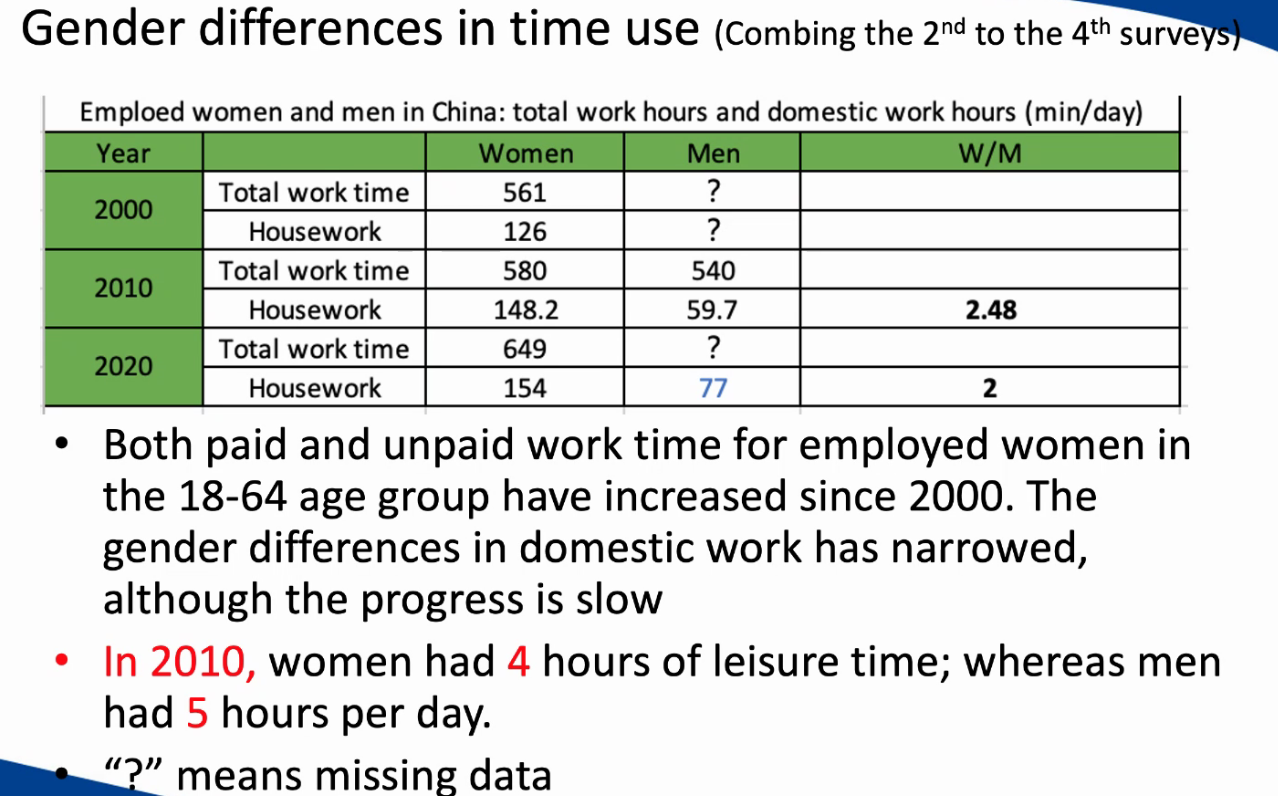 Gender differences in time use (Combing the 2nd to the 4th surveys)
Emploed women and men in China: total work hours and domestic work hours (min/day)
Year Women Men W/M
2000 Total work time 561 ?
Housework 126 ?
2010 Total work time 580 540
Housework 148.2 59.7 2.48
2020 Total work time 649 ?
Housework 154 77 2
• Both paid and unpaid work time for employed women in
the 18-64 age group have increased since 2000. The
gender differences in domestic work has narrowed,
although the progress is slow
• In 2010, women had 4 hours of leisure time; whereas men
had 5 hours per day.
• “?” means missing data